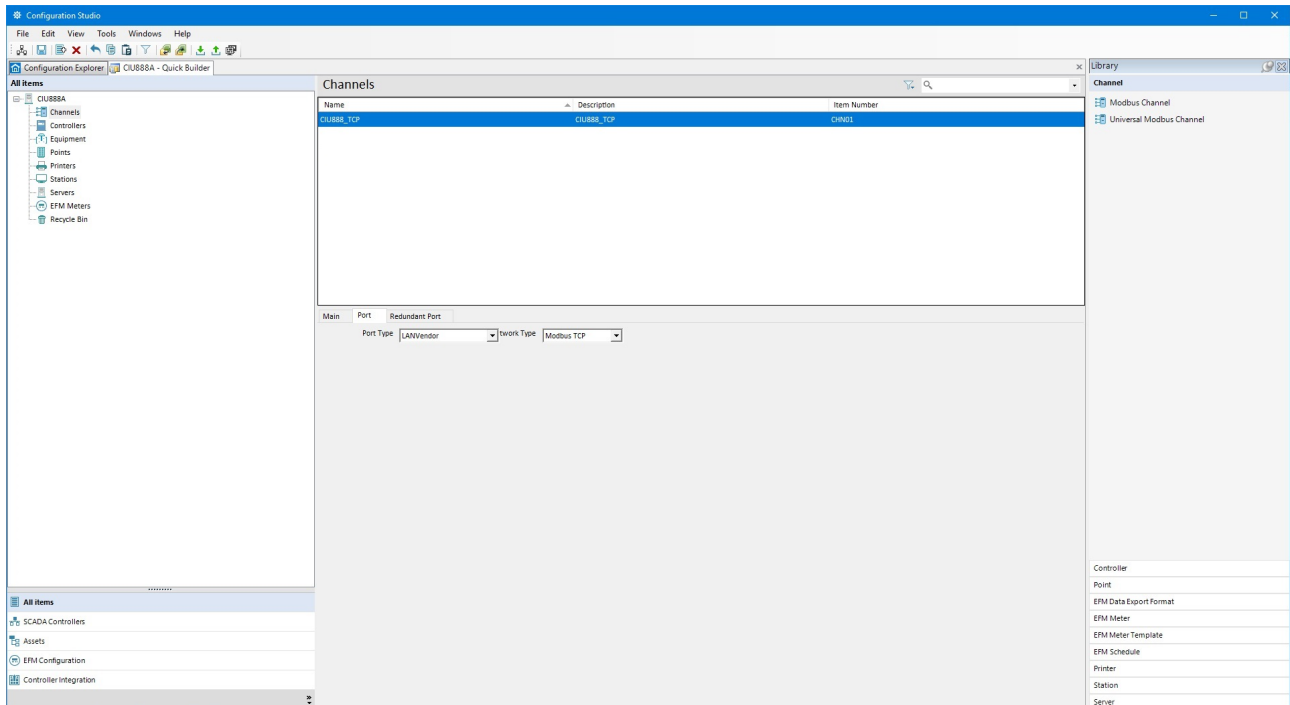 Configuration Studio
File Edit View Tools Windows Help
Configuration Explorer CIU888A - Quick Builder
All items
CIU888A
Channels
Controllers
Equipment
Points
Printers
Stations
Servers
EFM Meters
Recycle Bin
All items
SCADA Controllers
Assets
EFM Configuration
Controller Integration
Channels
Name Description Item Number
CIU888_TCP CIU888_TCP CHN01
Main Port Redundant Port
Port Type LANVendor twork Type Modbus TCP
Library
Channel
Modbus Channel
Universal Modbus Channel
Controller
Point
EFM Data Export Format
EFM Meter
EFM Meter Template
EFM Schedule
Printer
Station
Server